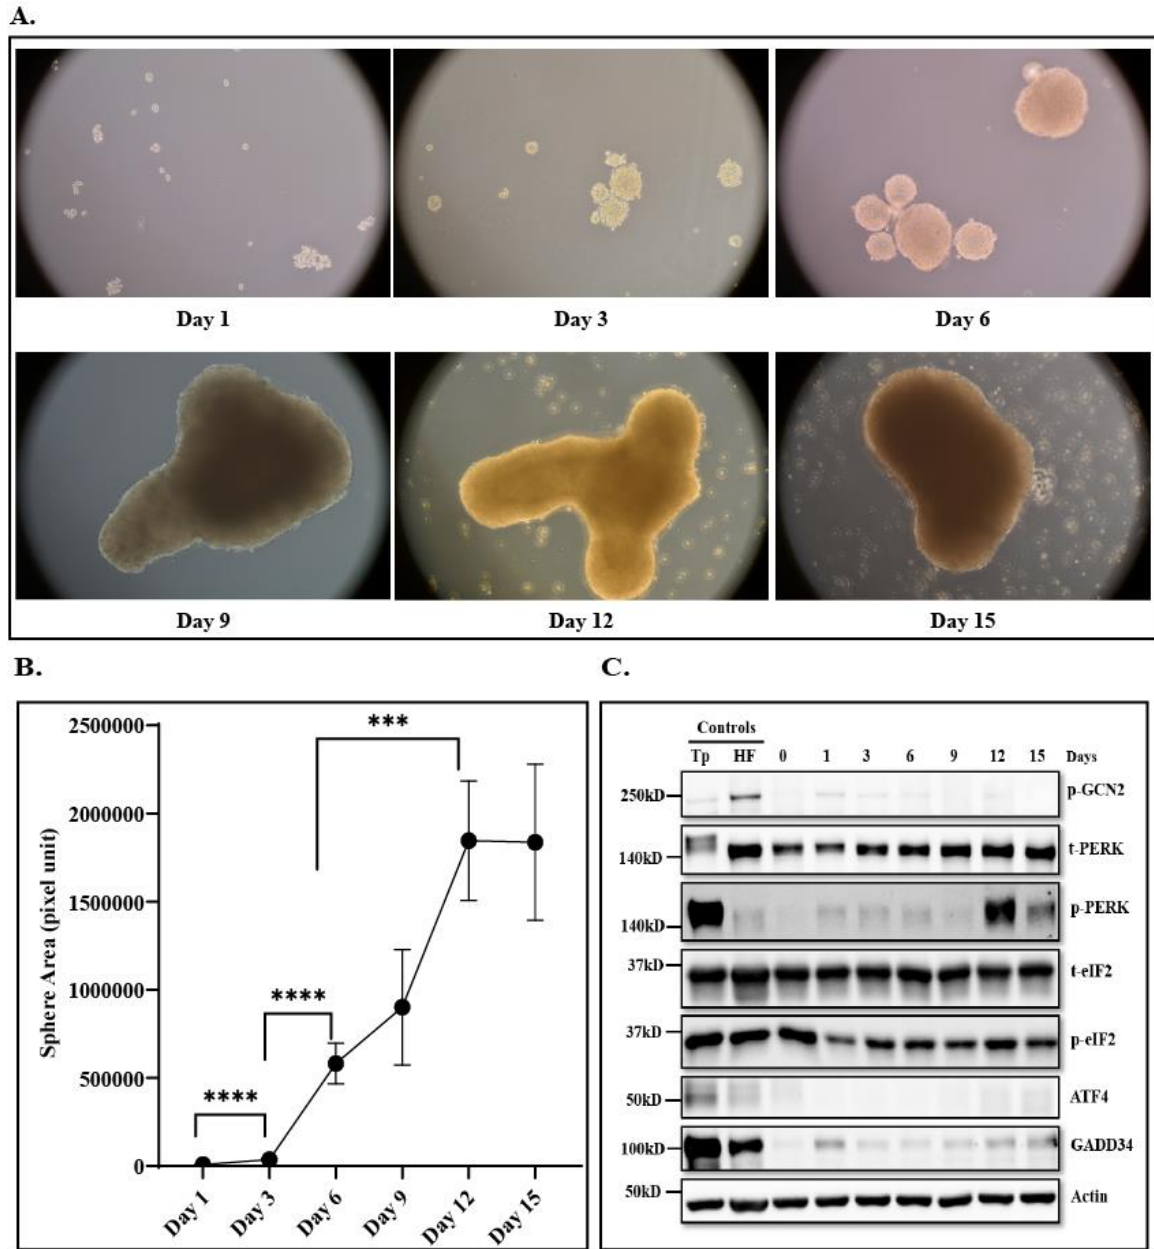 A.
Day 1 Day 3 Day 6
Day 9 Day 12 Day 15
B.
2500000
2000000
1500000
1000000
500000
0
Sphere Area (pixel unit)
****
****
***
Day 1 Day 3 Day 6 Day 9 Day 12 Day 15
C.
Controls
Tp HF 0 1 3 6 9 12 15 Days
250kD p-GCN2
140kD t-PERK
140kD p-PERK
37kD t-eIF2
37kD p-eIF2
50kD ATF4
100kD GADD34
50kD Actin